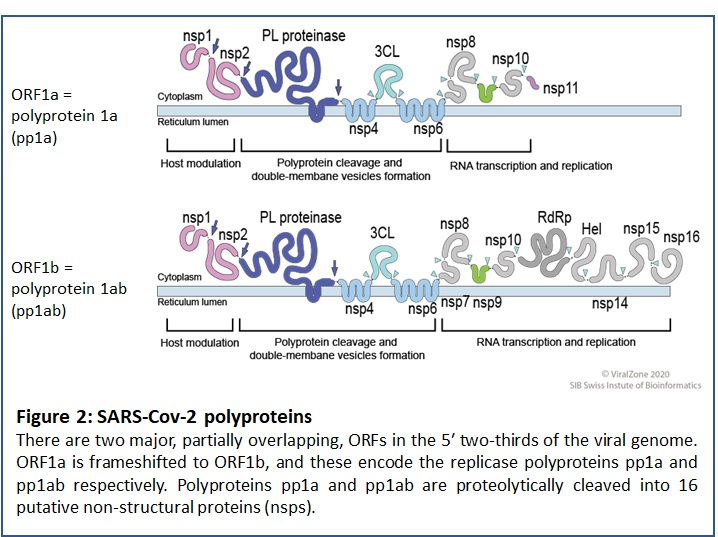 nsp1
nsp2
PL proteinase
3CL
nsp8
nsp10
nsp11
ORF1a =
polyprotein 1a
(pp1a)
Cytoplasm
Reticulum lumen
nsp4
nsp6
Host modulation
Polyprotein cleavage and
double-membane vesicles formation
RNA transcription and replication
nsp1
nsp2
PL proteinase
3CL
nsp8
nsp10
RdRp
Hel
nsp15
nsp16
ORF1b =
polyprotein 1ab
(pp1ab)
Cytoplasm
Reticulum lumen
nsp4
nsp6
nsp7
nsp9
nsp14
Host modulation
Polyprotein cleavage and
double-membane vesicles formation
RNA transcription and replication
© ViralZone 2020
SIB Swiss Instute of Bioinformatics
Figure 2: SARS-Cov-2 polyproteins
There are two major, partially overlapping, ORFs in the 5′ two-thirds of the viral genome.
ORF1a is frameshifted to ORF1b, and these encode the replicase polyproteins pp1a and
pp1ab respectively. Polyproteins pp1a and pp1ab are proteolytically cleaved into 16
putative non-structural proteins (nsps).